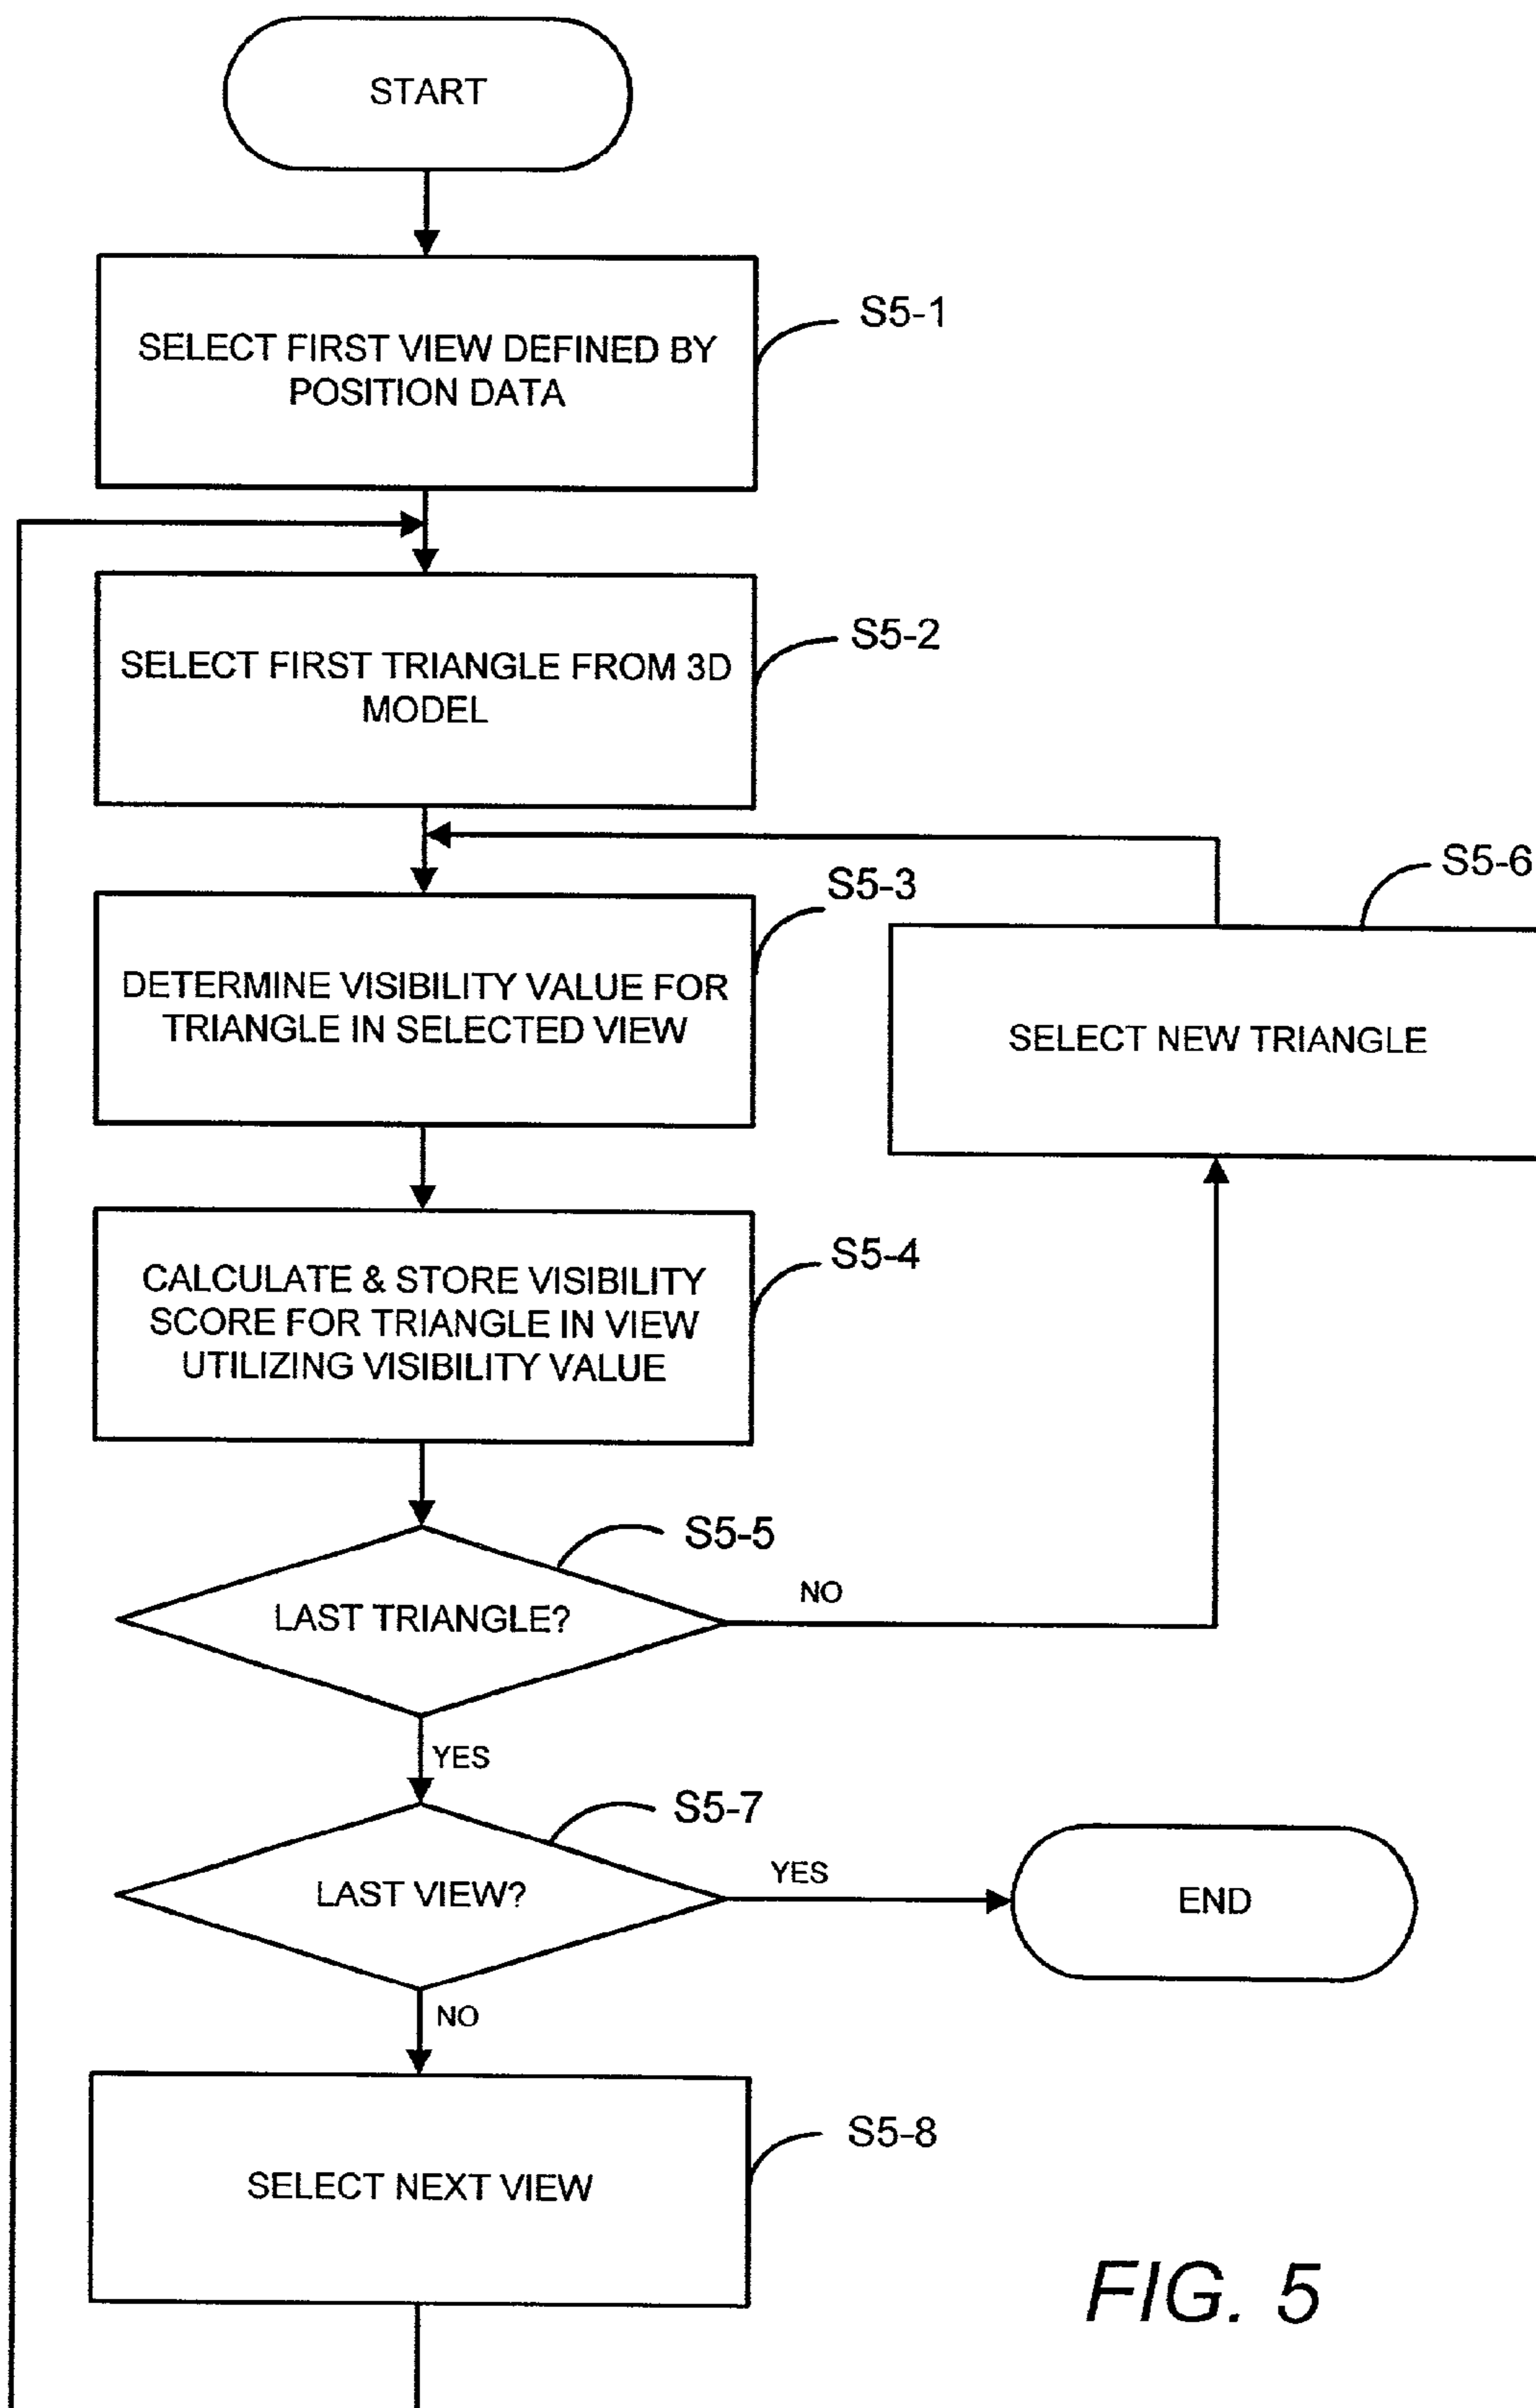 START
SELECT FIRST VIEW DEFINED BY
POSITION DATA
S5-1
SELECT FIRST TRIANGLE FROM 3D
MODEL
S5-2
DETERMINE VISIBILITY VALUE FOR
TRIANGLE IN SELECTED VIEW
S5-3
SELECT NEW TRIANGLE
S5-6
CALCULATE & STORE VISIBILITY
SCORE FOR TRIANGLE IN VIEW
UTILIZING VISIBILITY VALUE
S5-4
LAST TRIANGLE?
S5-5
NO
YES
LAST VIEW?
S5-7
YES
END
NO
SELECT NEXT VIEW
S5-8
FIG. 5